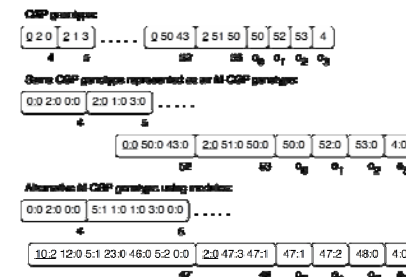 CGP genotype:
0 2 0 2 1 3 ..... 0 50 43 2 51 50 50 52 53 4
4 5 52 53 o0 o1 o2 o3
Same CGP genotype represented as an M-CGP genotype:
0:0 2:0 0:0 2:0 1:0 3:0 .....
4 5
0:0 50:0 43:0 2:0 51:0 50:0 50:0 52:0 53:0 4:0
52 53 o0 o1 o2
Alternative M-CGP genotype using modules:
0:0 2:0 0:0 5:1 1:0 1:0 3:0 0:0 .....
4
10:2 12:0 5:1 23:0 46:0 5:2 0:0 2:0 47:3 47:1 47:1 47:2 48:0 4:0
47 48